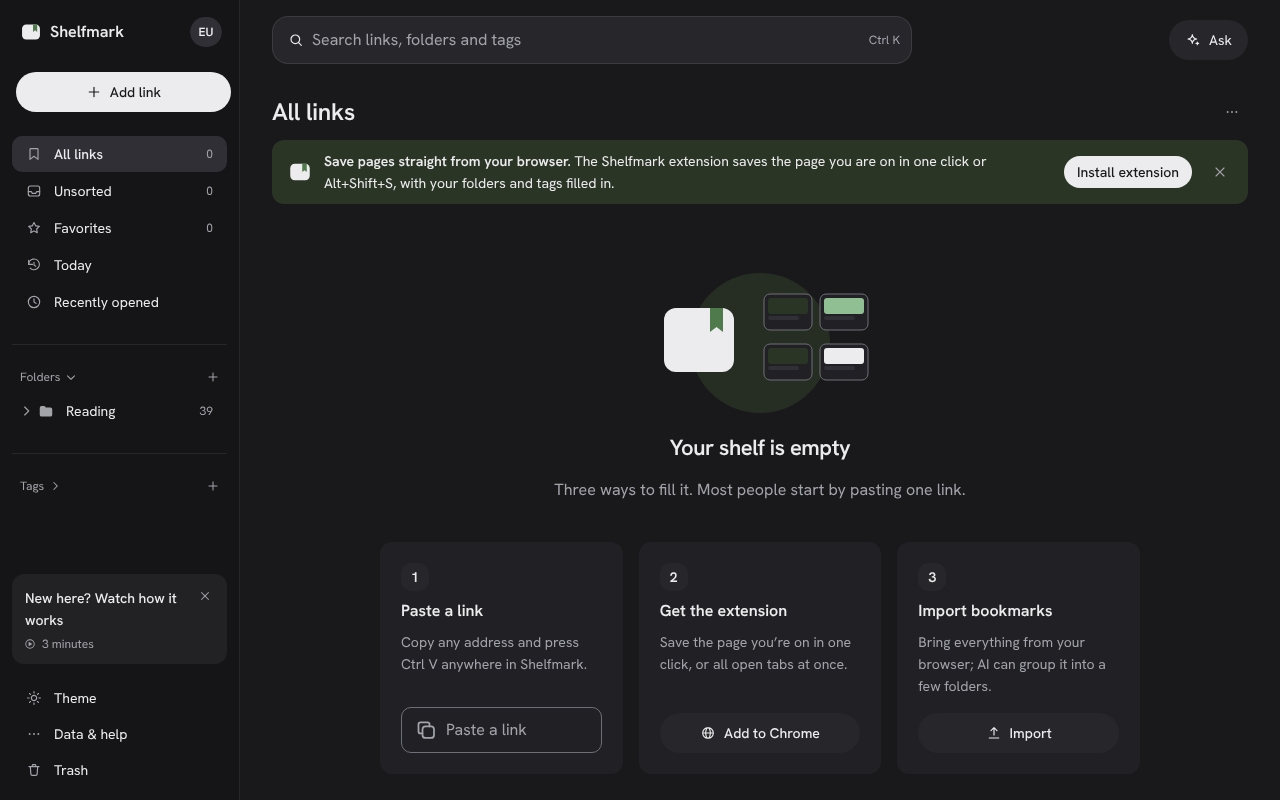 Shelfmark
EU
Add link
All links 0
Unsorted 0
Favorites 0
Today
Recently opened
Folders
Reading 39
Tags
New here? Watch how it
works
3 minutes
Theme
Data & help
Trash
Search links, folders and tags Ctrl K
Ask
All links
Save pages straight from your browser. The Shelfmark extension saves the page you are on in one click or
Alt+Shift+S, with your folders and tags filled in.
Install extension
Your shelf is empty
Three ways to fill it. Most people start by pasting one link.
1
Paste a link
Copy any address and press
Ctrl V anywhere in Shelfmark.
Paste a link
2
Get the extension
Save the page you’re on in one
click, or all open tabs at once.
Add to Chrome
3
Import bookmarks
Bring everything from your
browser; AI can group it into a
few folders.
Import